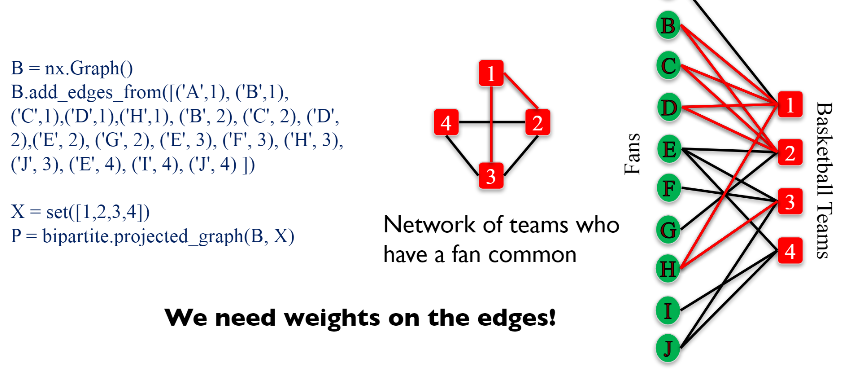 B = nx.Graph()
B.add_edges_from([('A',1), ('B',1),
('C',1),('D',1),('H',1), ('B', 2), ('C', 2), ('D',
2),('E', 2), ('G', 2), ('E', 3), ('F', 3), ('H', 3),
('J', 3), ('E', 4), ('I', 4), ('J', 4) ])
X = set([1,2,3,4])
P = bipartite.projected_graph(B, X)
1
4
2
3
Network of teams who
have a fan common
We need weights on the edges!
Fans
B
C
D
E
F
G
H
I
J
1
2
3
4
Basketball Teams